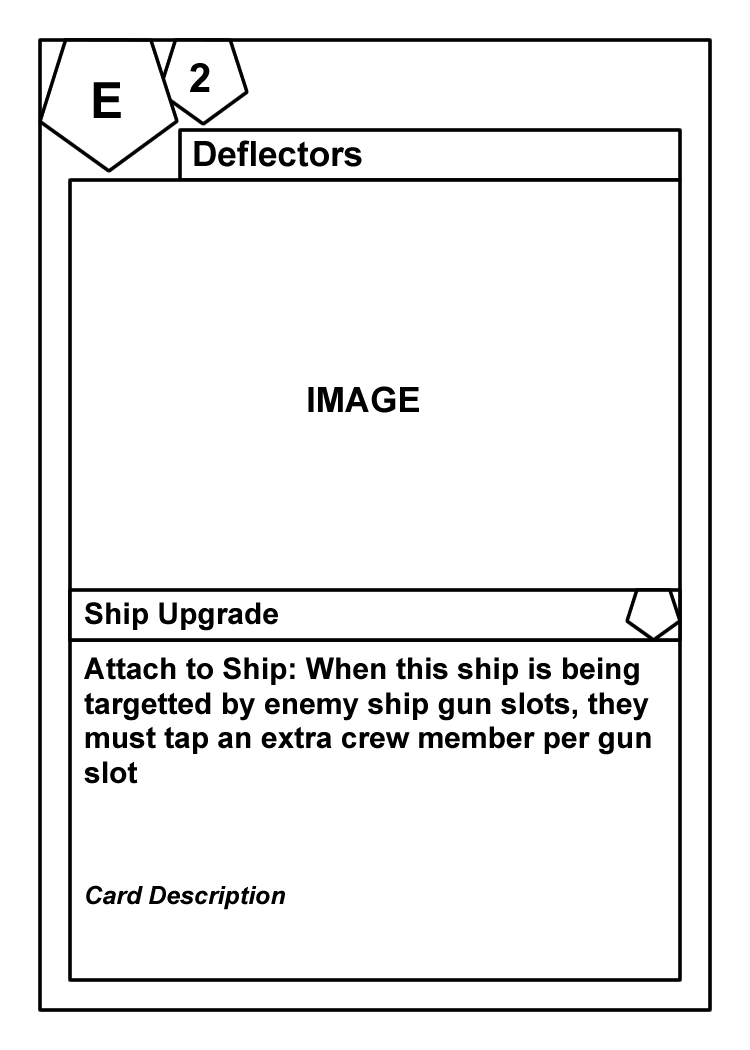 E
2
Deflectors
IMAGE
Ship Upgrade
Attach to Ship: When this ship is being
targetted by enemy ship gun slots, they
must tap an extra crew member per gun
slot
Card Description